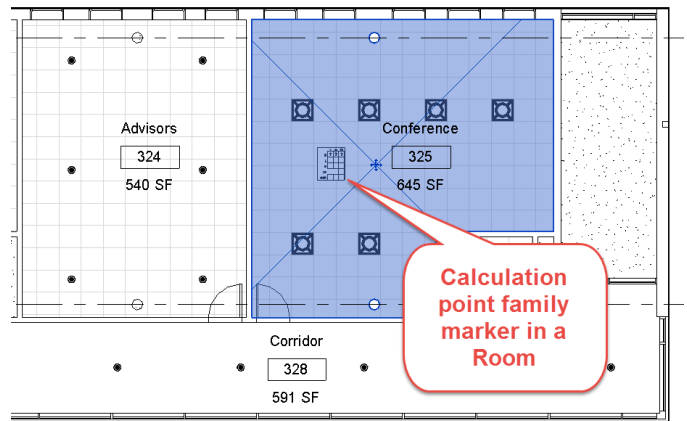 Advisors
324
540 SF
Conference
325
645 SF
Calculation
point family
marker in a
Room
Corridor
328
591 SF